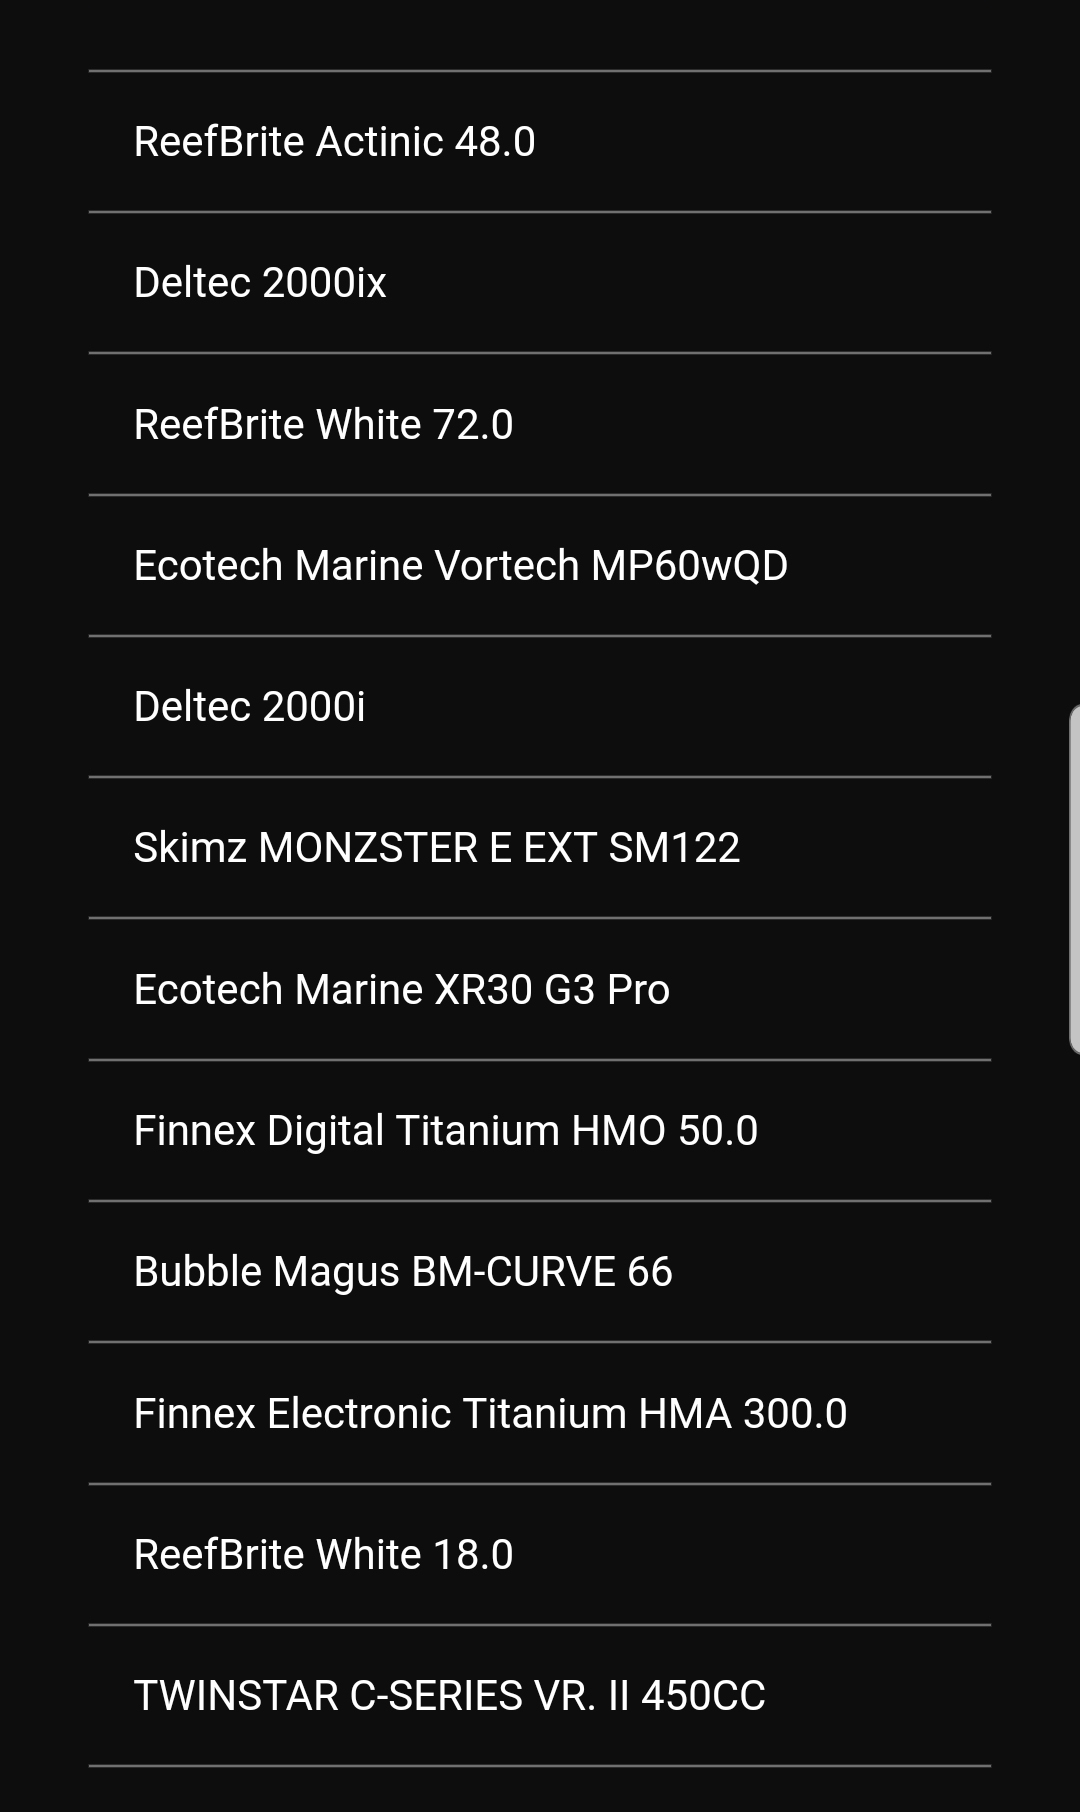 ReefBrite Actinic 48.0
Deltec 2000ix
ReefBrite White 72.0
Ecotech Marine Vortech MP60wQD
Deltec 2000i
Skimz MONZSTER E EXT SM122
Ecotech Marine XR30 G3 Pro
Finnex Digital Titanium HMO 50.0
Bubble Magus BM-CURVE 66
Finnex Electronic Titanium HMA 300.0
ReefBrite White 18.0
TWINSTAR C-SERIES VR. II 450CC